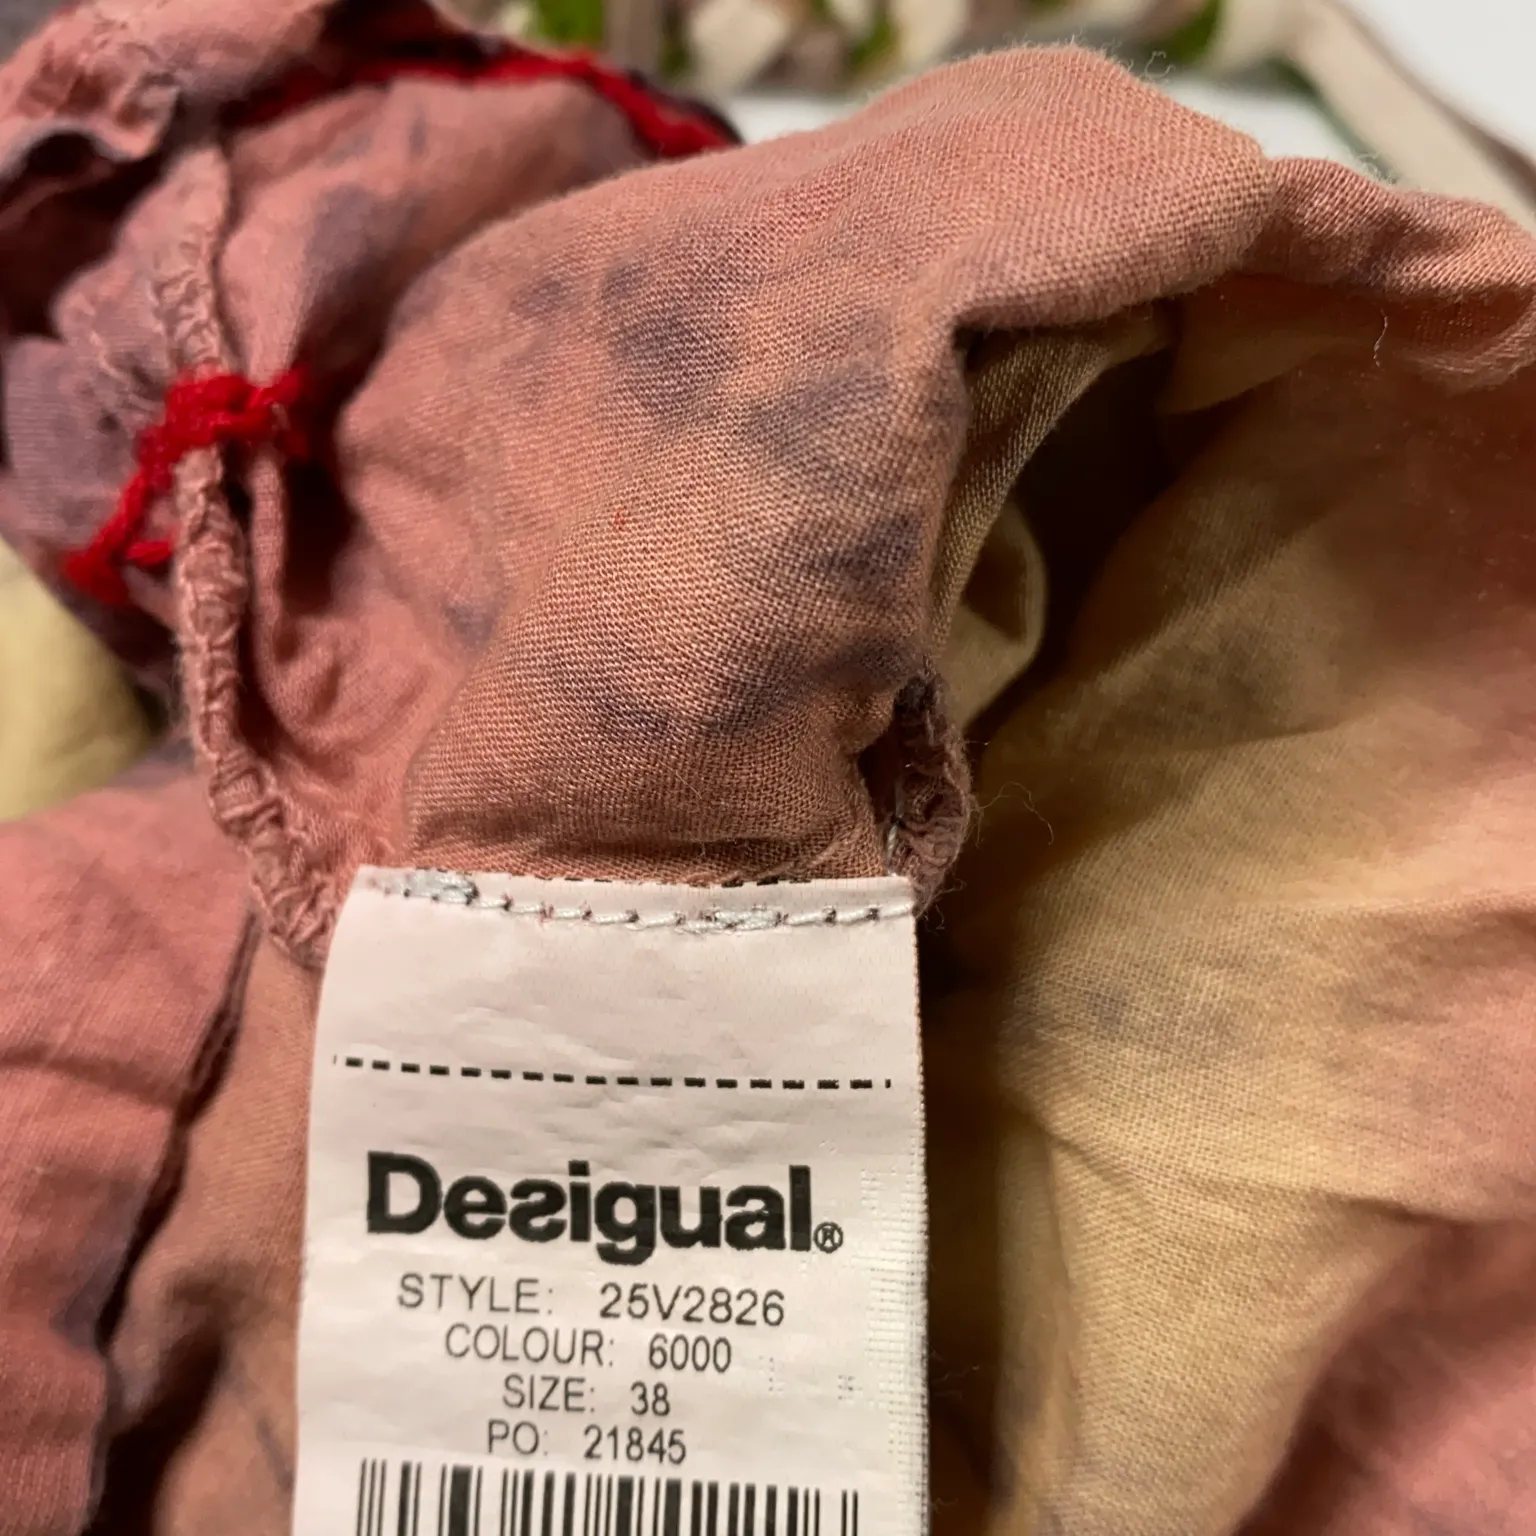 Desigual®
STYLE: 25V2826
COLOUR: 6000
SIZE: 38
PO: 21845